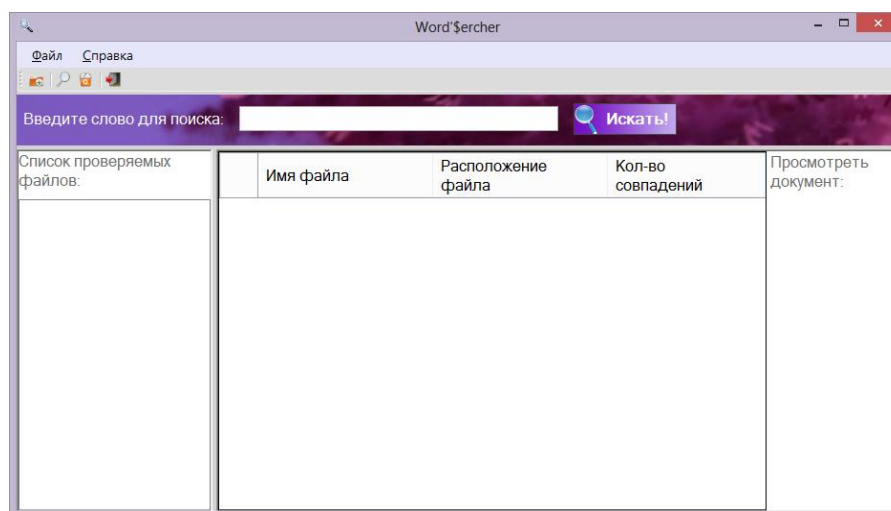 Word'$ercher
Файл Справка
Введите слово для поиска:
Искать!
Список проверяемых
файлов:
Имя файла
Расположение
файла
Кол-во
совпадений
Просмотреть
документ: